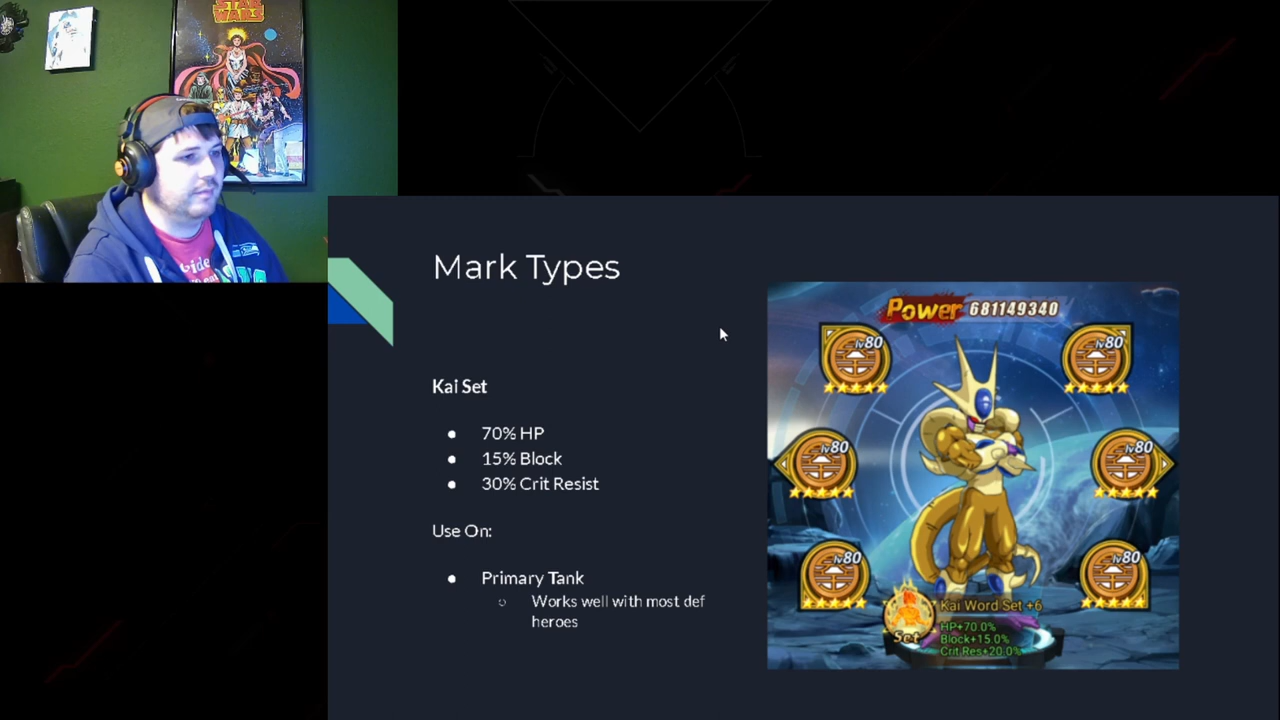 STAR
WARS
Mark Types
Kai Set
70% HP
15% Block
30% Crit Resist
Use On:
Primary Tank
Works well with most def
heroes
Power 681149340
lv80
lv80
lv80
lv80
lv80
lv80
Kai Word Set +6
HP+70.0%
Block+15.0%
Crit Res+20.0%
Set